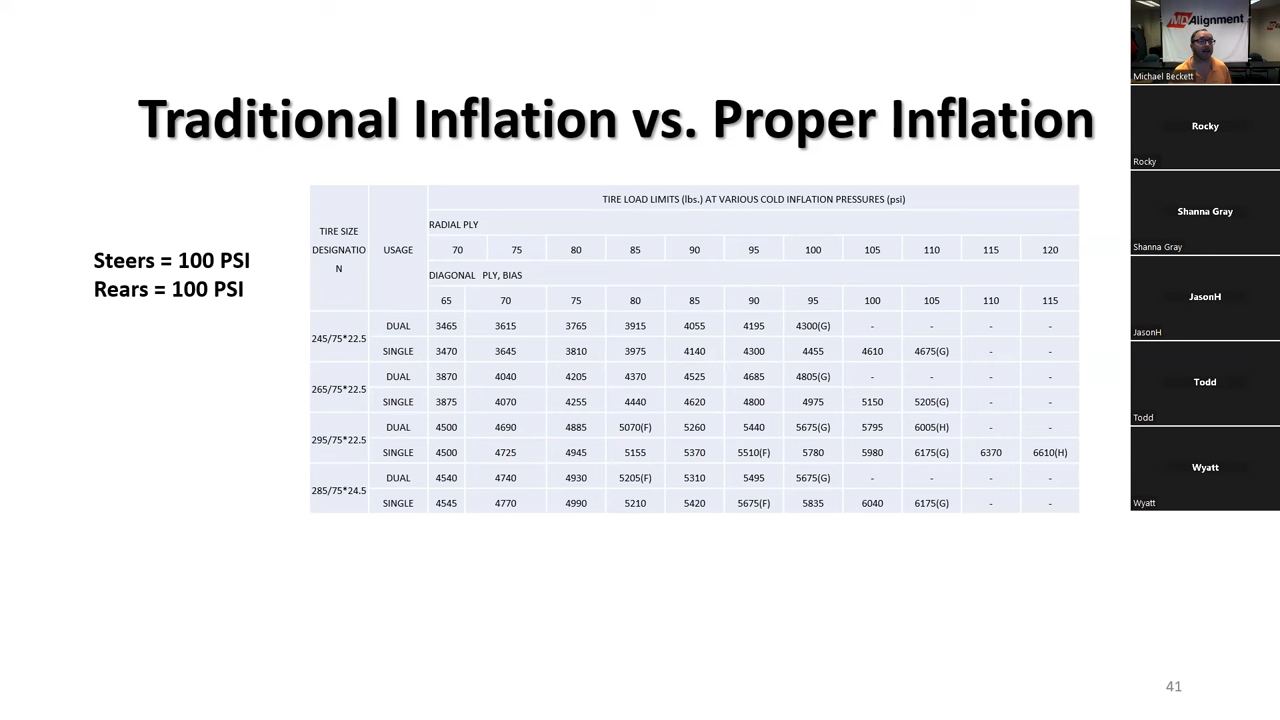 Traditional Inflation vs. Proper Inflation
Steers = 100 PSI
Rears = 100 PSI
TIRE SIZE
DESIGNATIO
N
USAGE
TIRE LOAD LIMITS (lbs.) AT VARIOUS COLD INFLATION PRESSURES (psi)
RADIAL PLY
70 75 80 85 90 95 100 105 110 115 120
DIAGONAL PLY, BIAS
65 70 75 80 85 90 95 100 105 110 115
245/75*22.5
DUAL 3465 3615 3765 3915 4055 4195 4300(G) - - - -
SINGLE 3470 3645 3810 3975 4140 4300 4455 4610 4675(G) - -
265/75*22.5
DUAL 3870 4040 4205 4370 4525 4685 4805(G) - - - -
SINGLE 3875 4070 4255 4440 4620 4800 4975 5150 5205(G) - -
295/75*22.5
DUAL 4500 4690 4885 5070(F) 5260 5440 5675(G) 5795 6005(H) - -
SINGLE 4500 4725 4945 5155 5370 5510(F) 5780 5980 6175(G) 6370 6610(H)
285/75*24.5
DUAL 4540 4740 4930 5205(F) 5310 5495 5675(G) - - - -
SINGLE 4545 4770 4990 5210 5420 5675(F) 5835 6040 6175(G) - -
41
MDAlignment
Michael Beckett
Rocky
Rocky
Shanna Gray
Shanna Gray
JasonH
JasonH
Todd
Todd
Wyatt
Wyatt